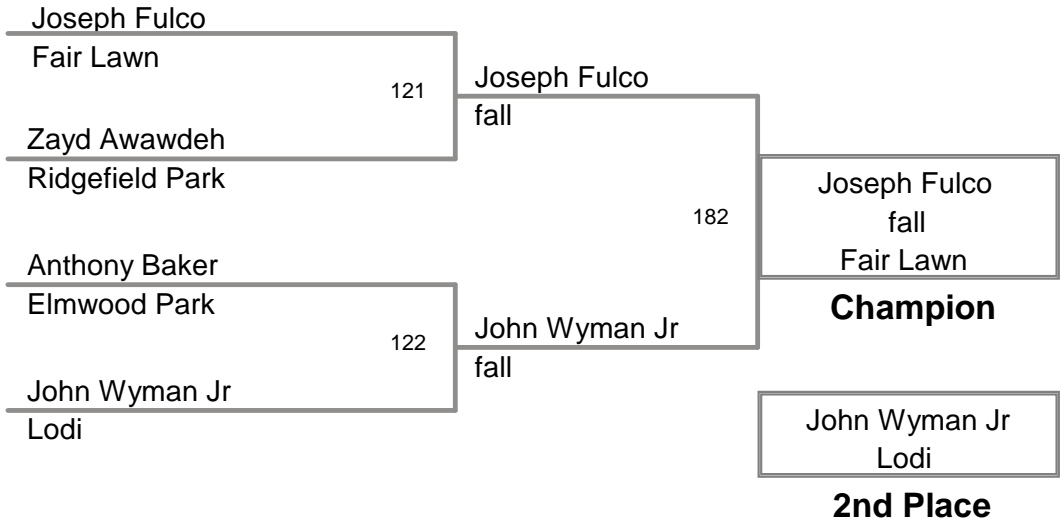 Joseph Fulco
Fair Lawn
121
Zayd Awawdeh
Ridgefield Park
Joseph Fulco
fall
Anthony Baker
Elmwood Park
122
John Wyman Jr
Lodi
John Wyman Jr
fall
182
Joseph Fulco
fall
Fair Lawn
Champion
John Wyman Jr
Lodi
2nd Place